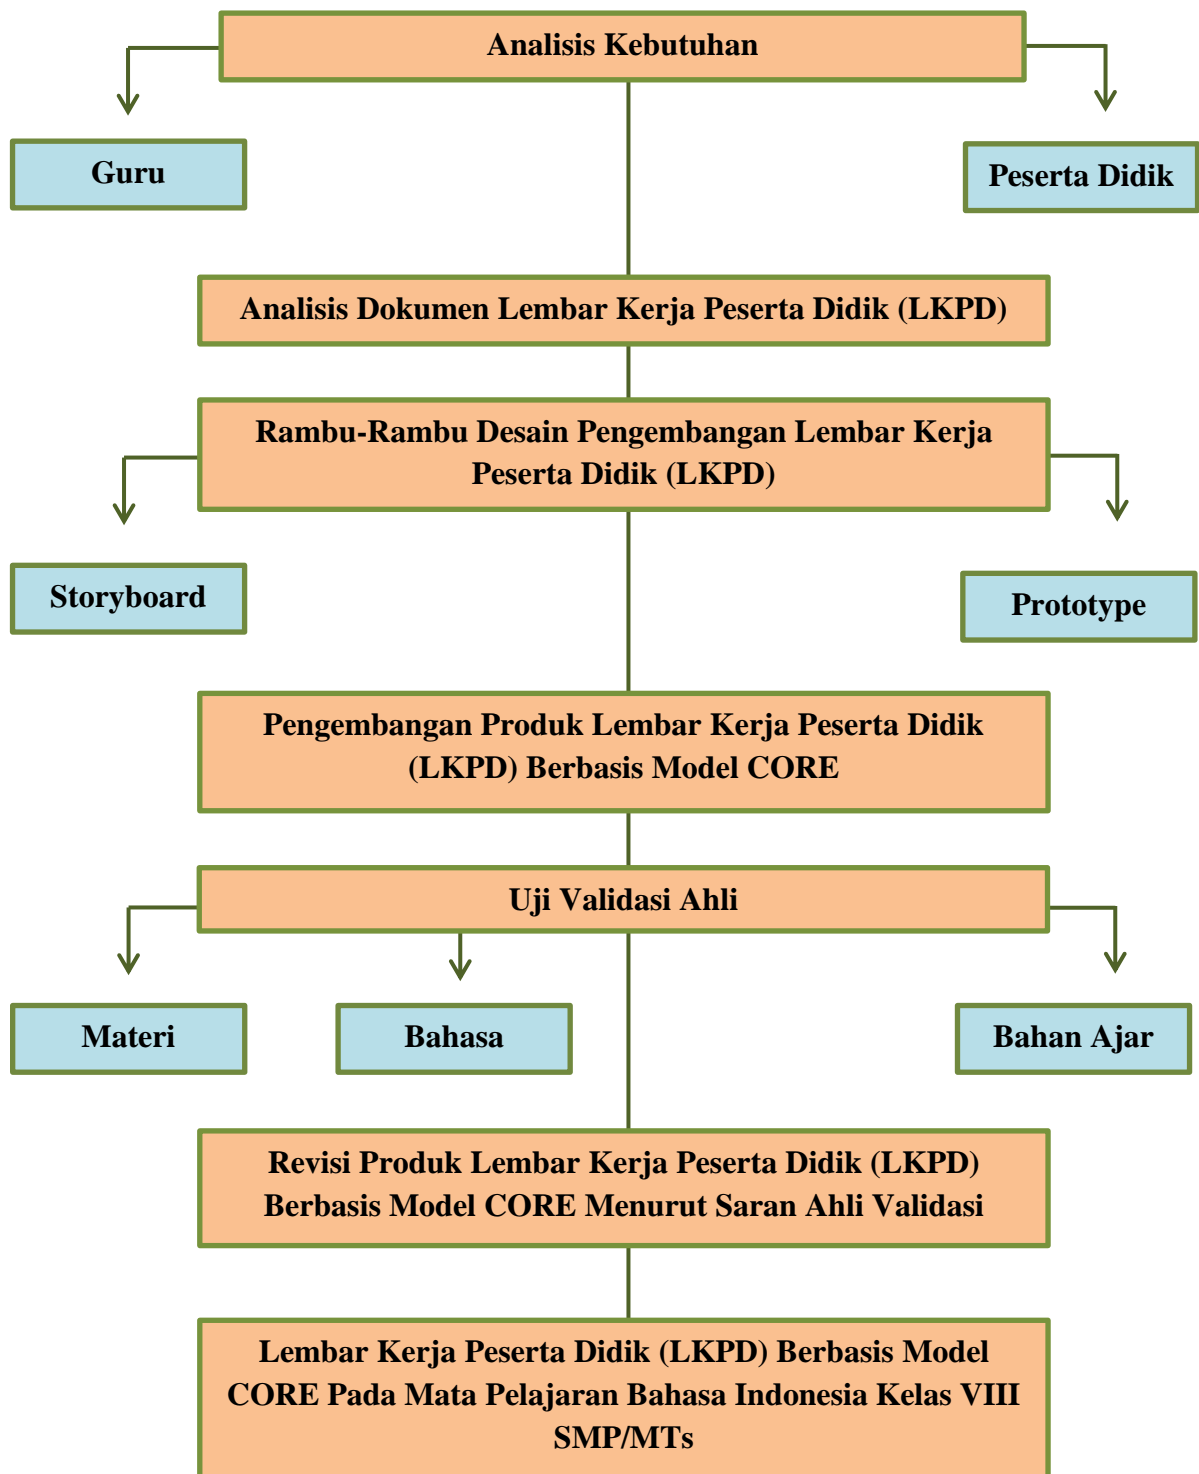 Analisis Kebutuhan
Guru
Peserta Didik
Analisis Dokumen Lembar Kerja Peserta Didik (LKPD)
Rambu-Rambu Desain Pengembangan Lembar Kerja
Peserta Didik (LKPD)
Storyboard
Prototype
Pengembangan Produk Lembar Kerja Peserta Didik
(LKPD) Berbasis Model CORE
Uji Validasi Ahli
Materi
Bahasa
Bahan Ajar
Revisi Produk Lembar Kerja Peserta Didik (LKPD)
Berbasis Model CORE Menurut Saran Ahli Validasi
Lembar Kerja Peserta Didik (LKPD) Berbasis Model
CORE Pada Mata Pelajaran Bahasa Indonesia Kelas VIII
SMP/MTs